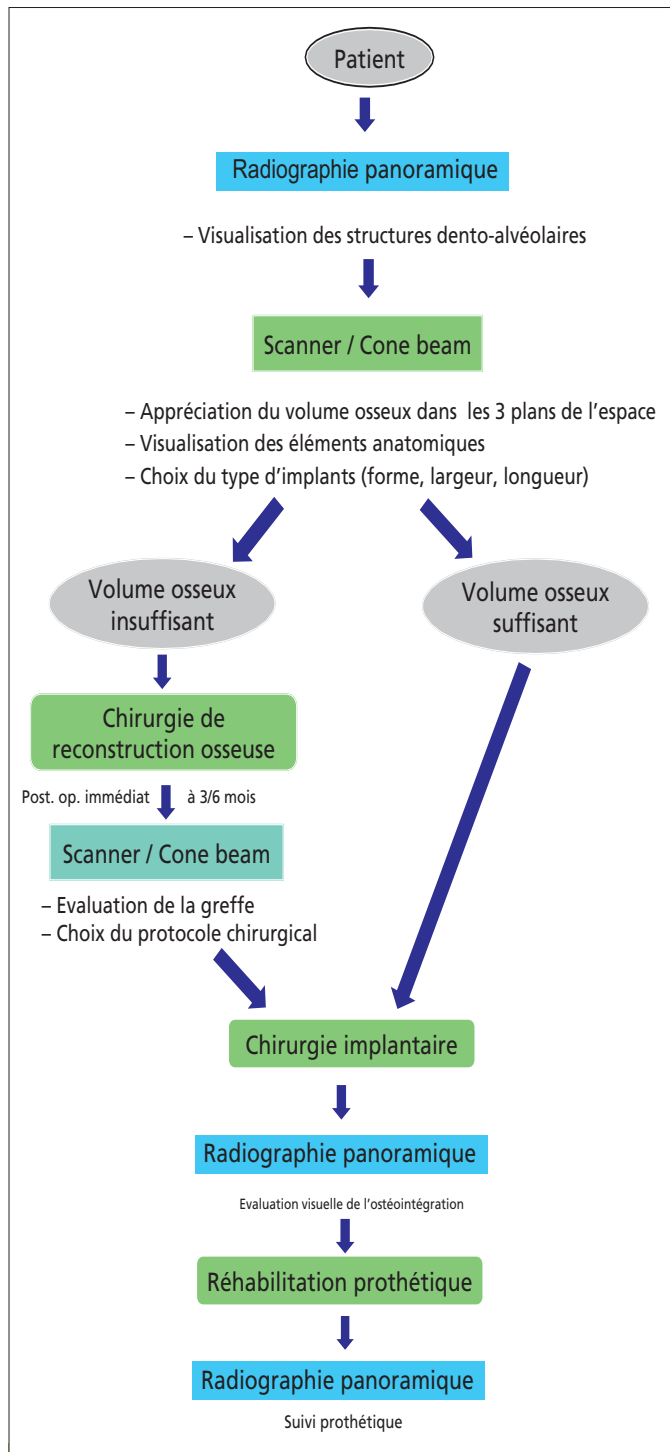 Patient
Radiographie panoramique
– Visualisation des structures dento-alvéolaires
Scanner / Cone beam
– Appréciation du volume osseux dans les 3 plans de l’espace
– Visualisation des éléments anatomiques
– Choix du type d’implants (forme, largeur, longueur)
Volume osseux
insuffisant
Volume osseux
suffisant
Chirurgie de
reconstruction osseuse
Post. op. immédiat à 3/6 mois
Scanner / Cone beam
– Evaluation de la greffe
– Choix du protocole chirurgical
Chirurgie implantaire
Radiographie panoramique
Evaluation visuelle de l’ostéointégration
Réhabilitation prothétique
Radiographie panoramique
Suivi prothétique